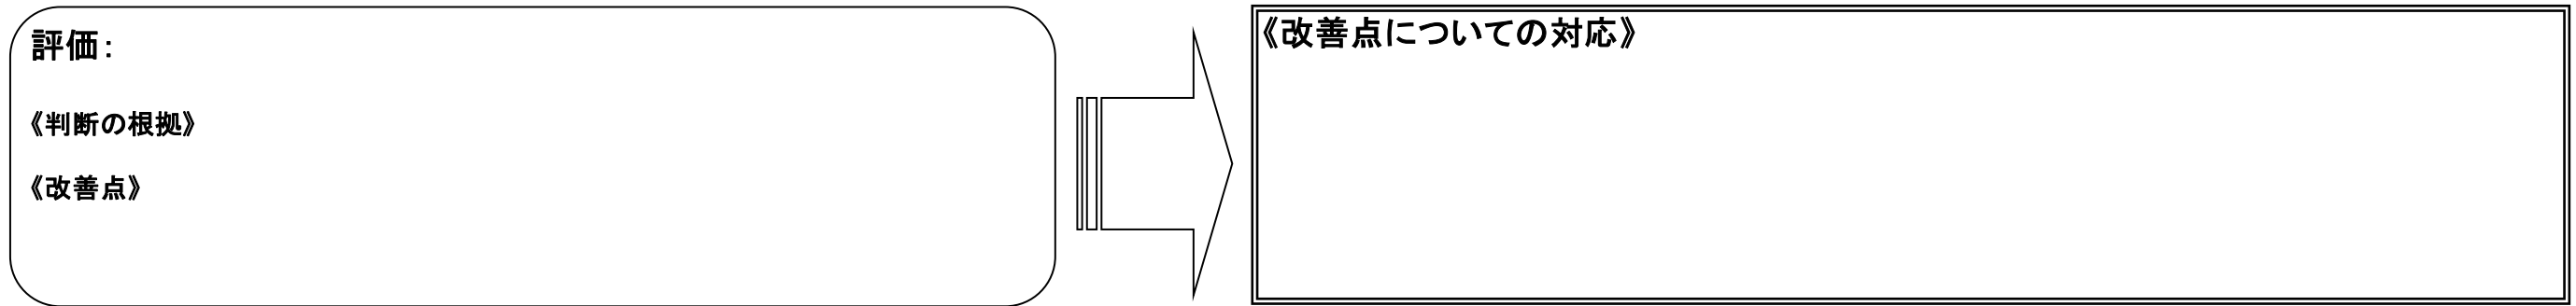 評価：
《判断の根拠》
《改善点》
《改善点についての対応》